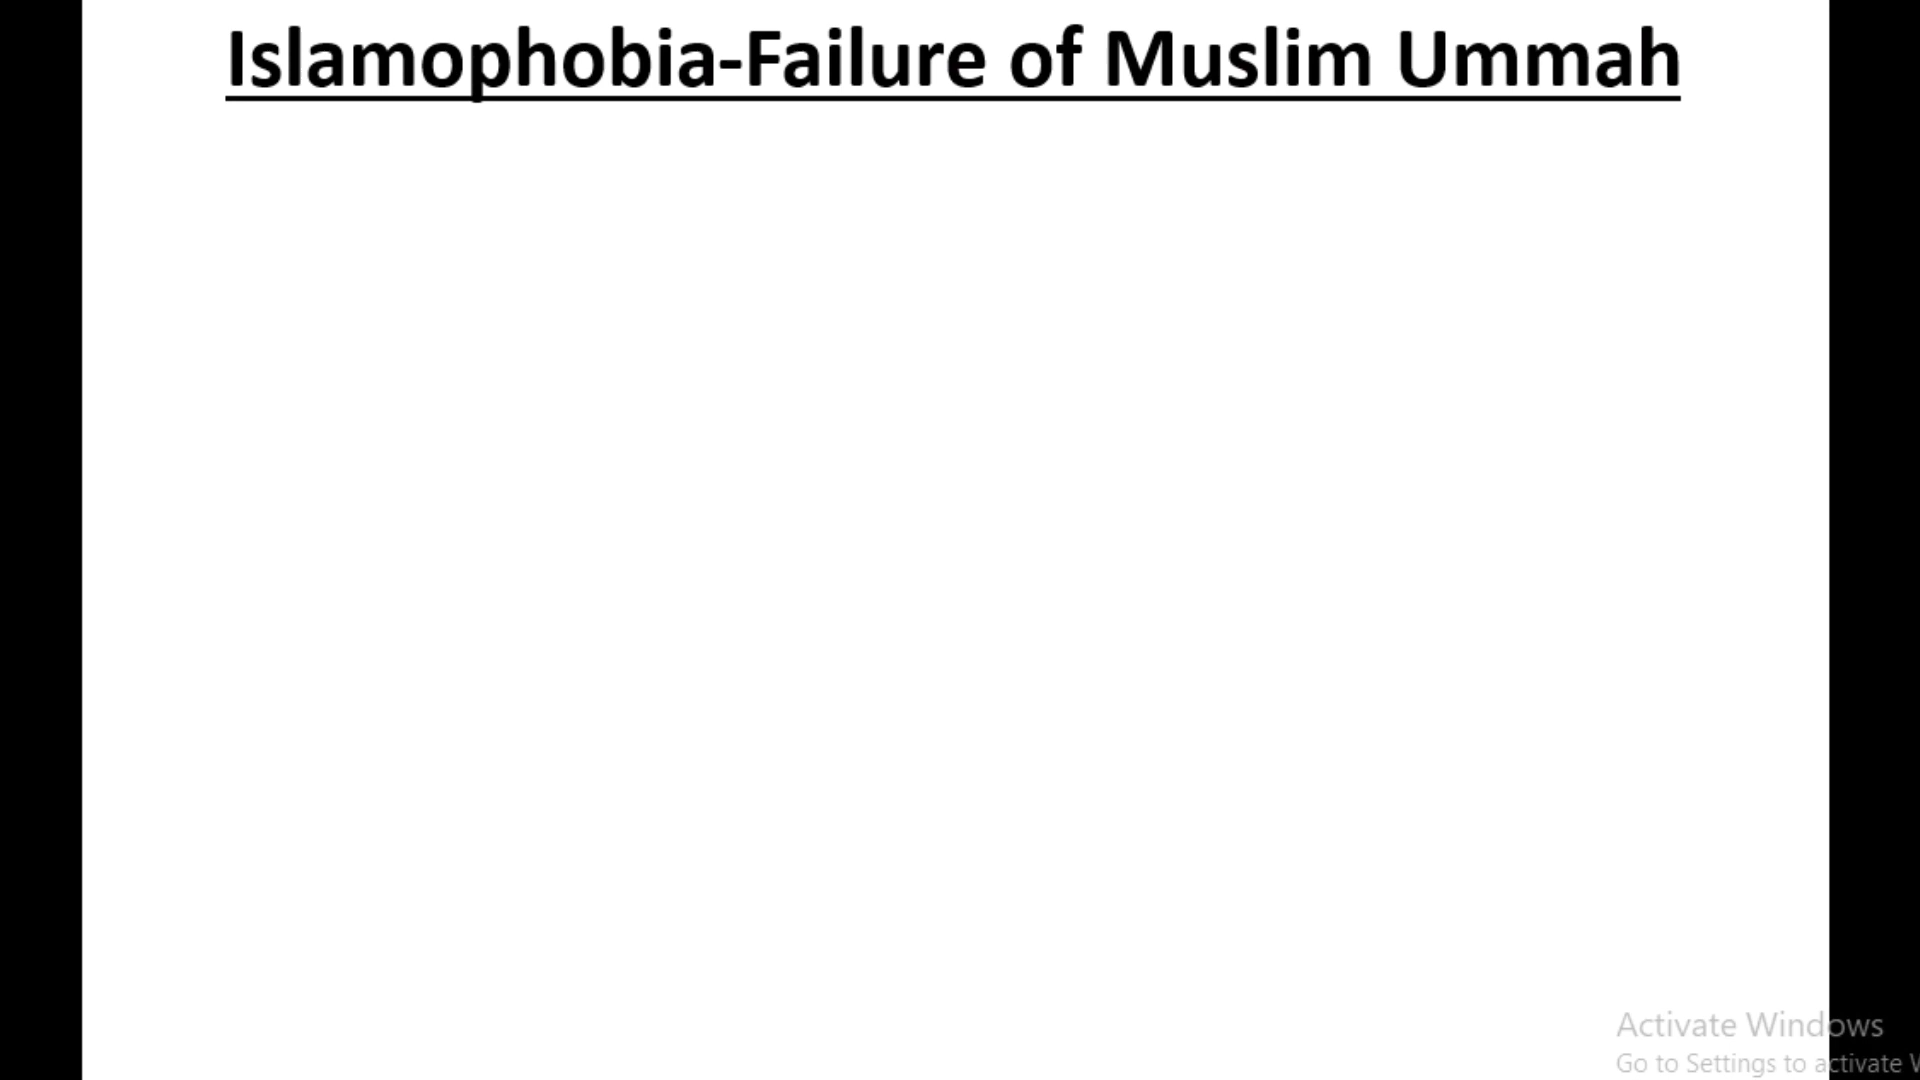 Islamophobia-Failure of Muslim Ummah
Activate Windows
Go to Settings to activate